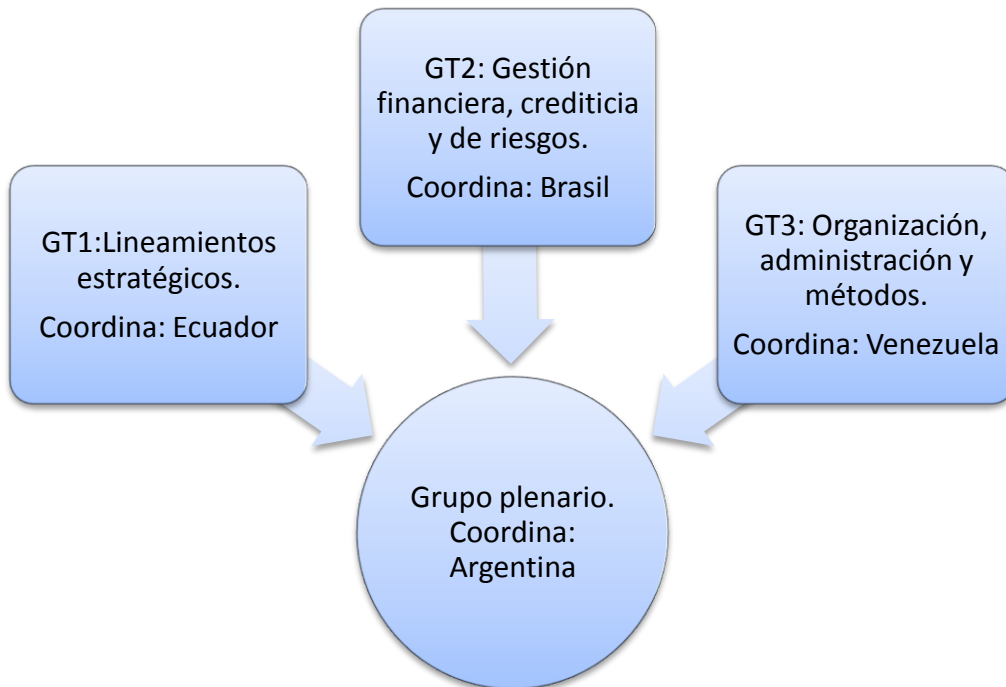 GT1:Lineamientos
estratégicos.
Coordina: Ecuador
GT2: Gestión
financiera, crediticia
y de riesgos.
Coordina: Brasil
GT3: Organización,
administración y
métodos.
Coordina: Venezuela
Grupo plenario.
Coordina:
Argentina